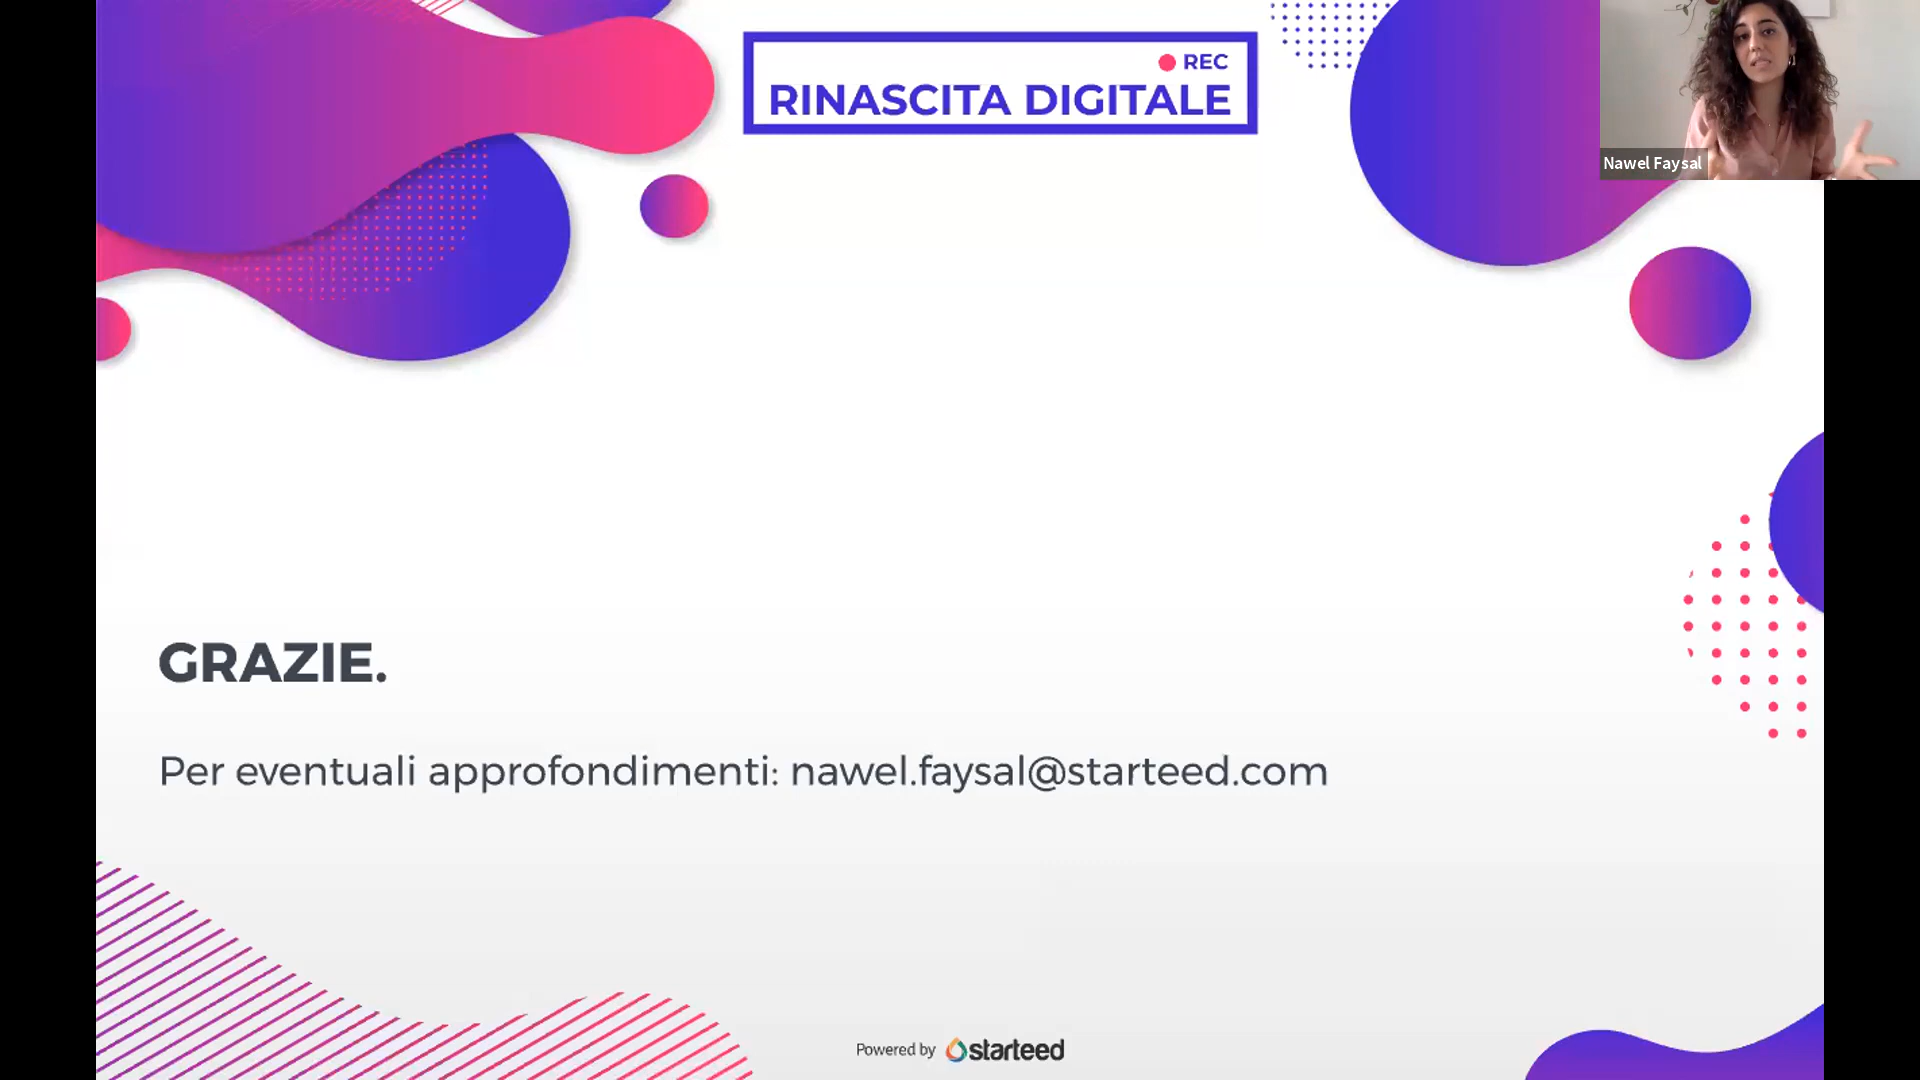 REC
RINASCITA DIGITALE
Nawel Faysal
GRAZIE.
Per eventuali approfondimenti: nawel.faysal@starteed.com
Powered by starteed